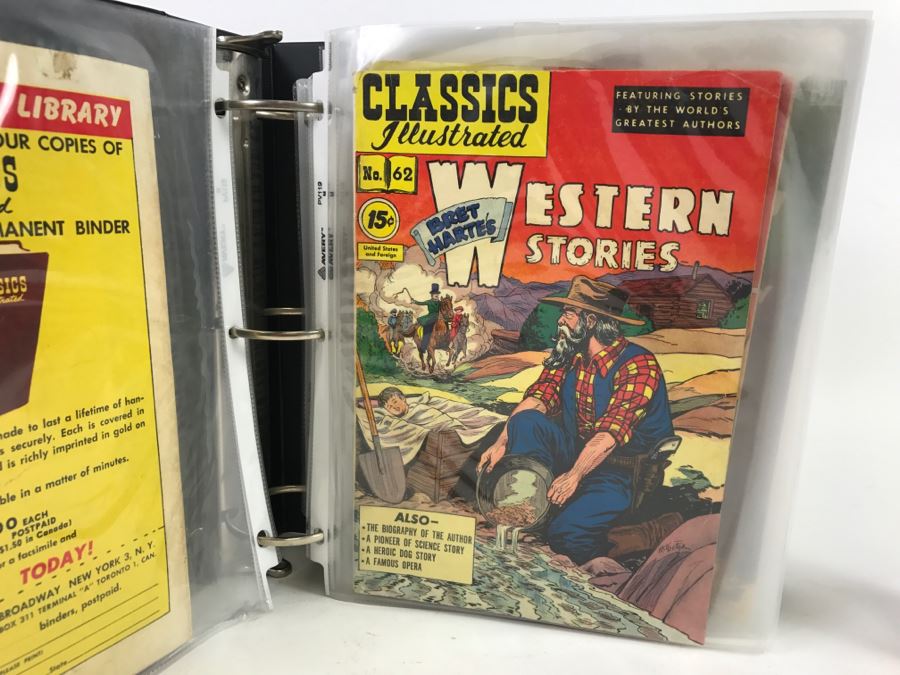 LIBRARY
OUR COPIES OF
MANENT BINDER
made to last a lifetime of han-
securely. Each is covered in
is richly imprinted in gold on
in a matter of minutes.
EACH
POSTPAID
$1.50 in Canada)
a facsimile and
TODAY!
BROADWAY, NEW YORK 3, N. Y.
BOX 311 TERMINAL "A" TORONTO 1, CAN.
binders, postpaid.
State
AVERY
PV119
CLASSICS
Illustrated
FEATURING STORIES
BY THE WORLD'S
GREATEST AUTHORS
No. 62
15¢
United States
and Foreign
BRET
HARTE'S
WESTERN
STORIES
ALSO—
• THE BIOGRAPHY OF THE AUTHOR
• A PIONEER OF SCIENCE STORY
• A HEROIC DOG STORY
• A FAMOUS OPERA